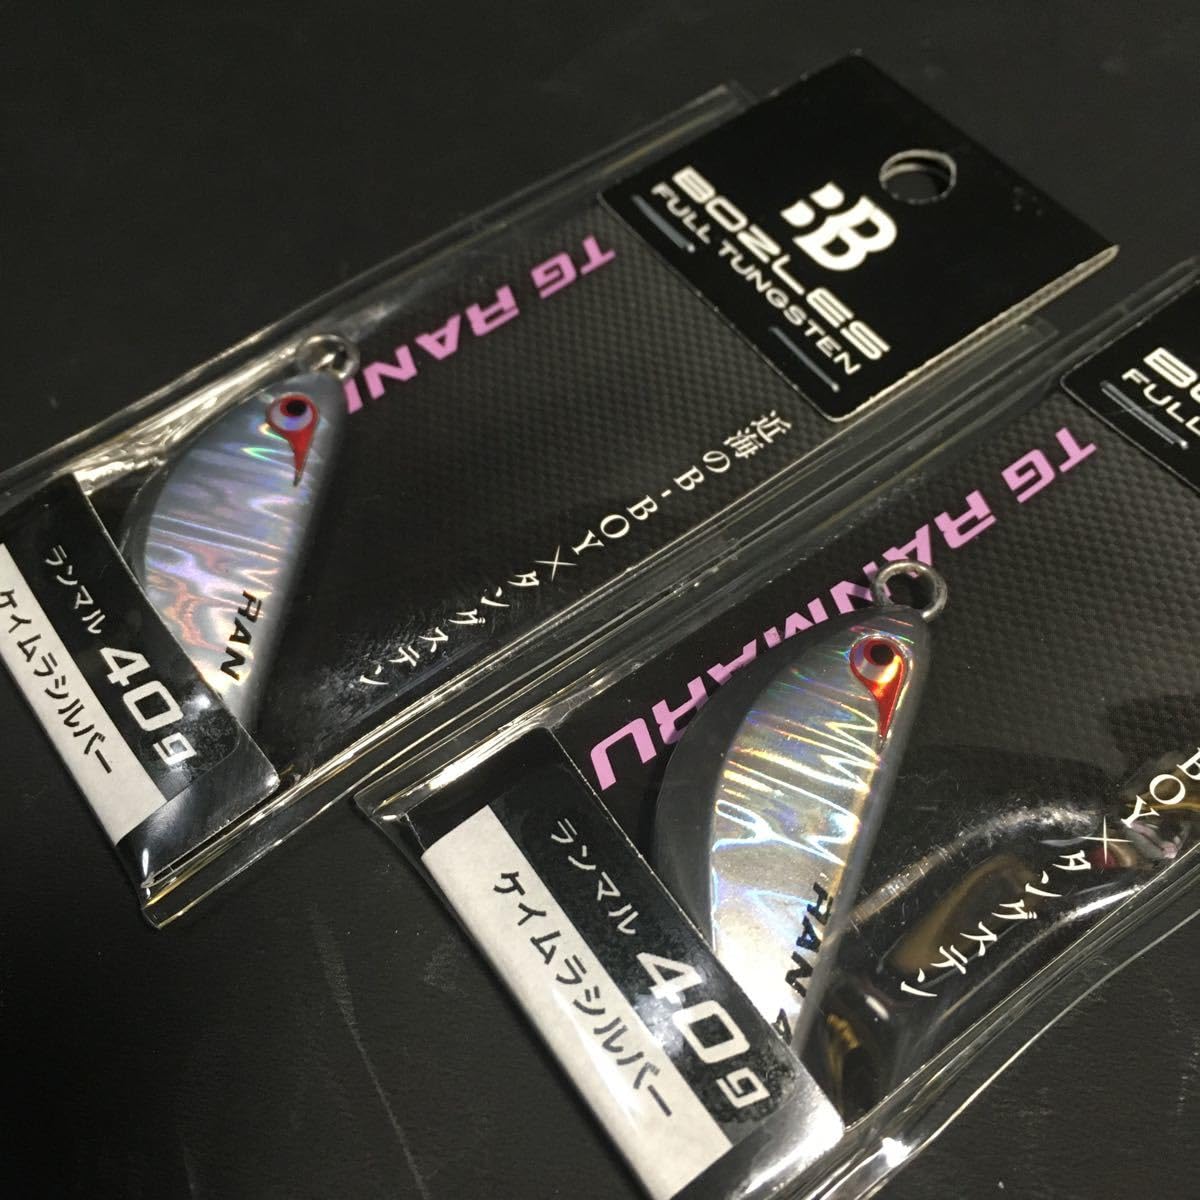 B
BOZLES
FULL TUNGSTEN
TG RANM
近海のB-BOY×タングステン
RAN
ランマル 40g
ケイムラシルバー
FULL
TG RANMARU
BOY×タングステン
RAN
ランマル 40g
ケイムラシルバー